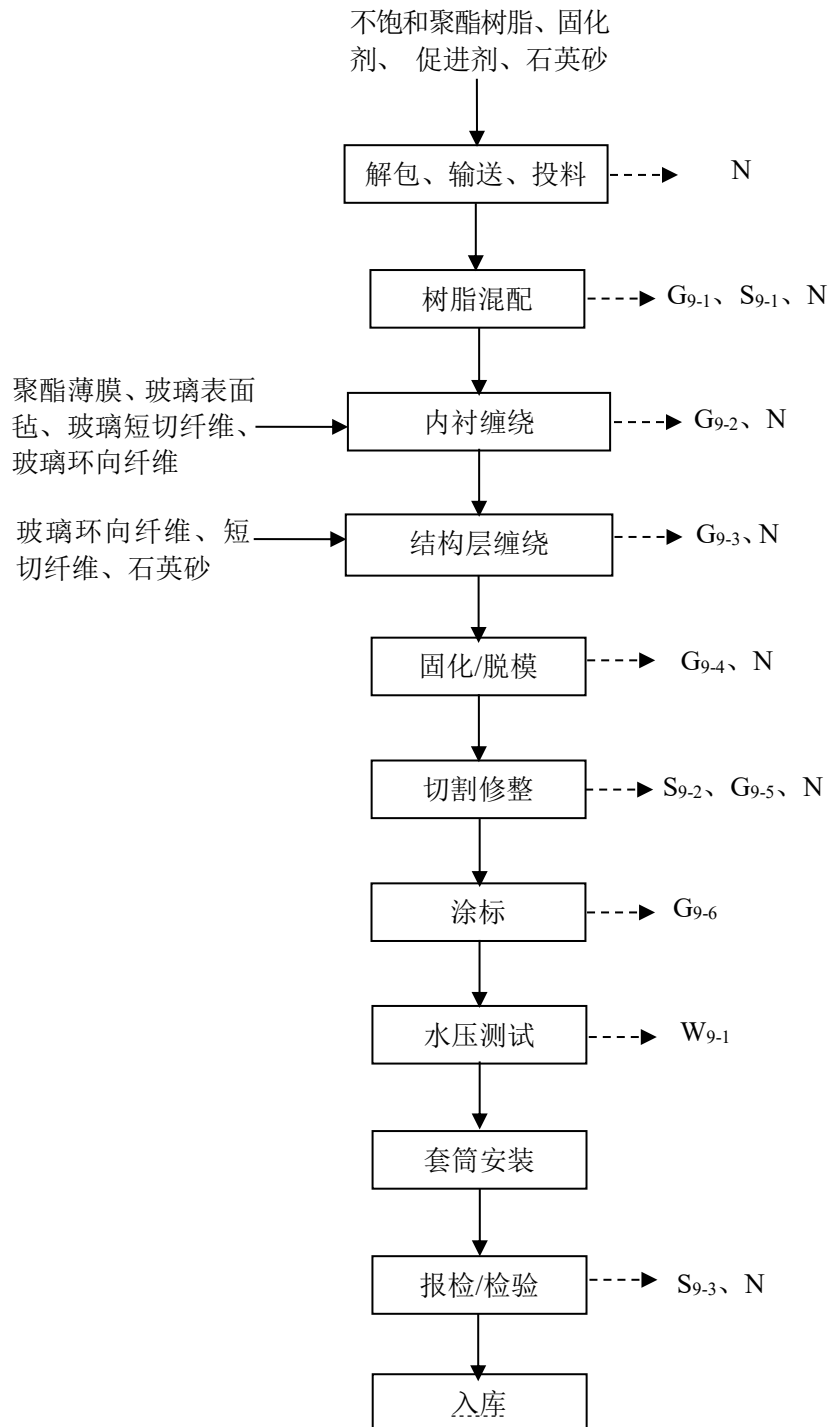 不饱和聚酯树脂、固化
剂、 促进剂、石英砂
解包、输送、投料
N
树脂混配
G9-1、S9-1、N
聚酯薄膜、玻璃表面
毡、玻璃短切纤维、
玻璃环向纤维
内衬缠绕
G9-2、N
玻璃环向纤维、短
切纤维、石英砂
结构层缠绕
G9-3、N
固化/脱模
G9-4、N
切割修整
S9-2、G9-5、N
涂标
G9-6
水压测试
W9-1
套筒安装
报检/检验
S9-3、N
入库